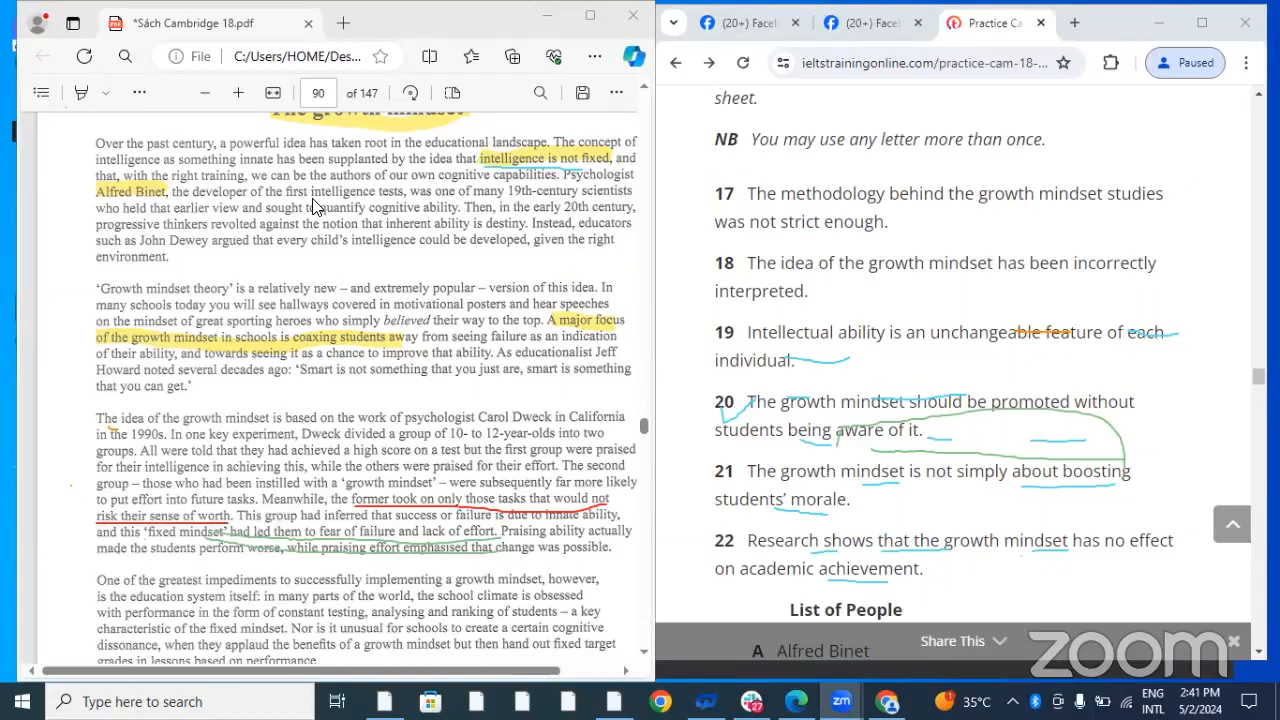 *Sách Cambridge 18.pdf
File
C:/Users/HOME/Des...
90 of 147
The growth mindset
Over the past century, a powerful idea has taken root in the educational landscape. The concept of
intelligence as something innate has been supplanted by the idea that intelligence is not fixed, and
that, with the right training, we can be the authors of our own cognitive capabilities. Psychologist
Alfred Binet, the developer of the first intelligence tests, was one of many 19th-century scientists
who held that earlier view and sought to quantify cognitive ability. Then, in the early 20th century,
progressive thinkers revolted against the notion that inherent ability is destiny. Instead, educators
such as John Dewey argued that every child's intelligence could be developed, given the right
environment.
'Growth mindset theory' is a relatively new – and extremely popular – version of this idea. In
many schools today you will see hallways covered in motivational posters and hear speeches
on the mindset of great sporting heroes who simply believed their way to the top. A major focus
of the growth mindset in schools is coaxing students away from seeing failure as an indication
of their ability, and towards seeing it as a chance to improve that ability. As educationalist Jeff
Howard noted several decades ago: 'Smart is not something that you just are, smart is something
that you can get.'
The idea of the growth mindset is based on the work of psychologist Carol Dweck in California
in the 1990s. In one key experiment, Dweck divided a group of 10- to 12-year-olds into two
groups. All were told that they had achieved a high score on a test but the first group were praised
for their intelligence in achieving this, while the others were praised for their effort. The second
group – those who had been instilled with a 'growth mindset' – were subsequently far more likely
to put effort into future tasks. Meanwhile, the former took on only those tasks that would not
risk their sense of worth. This group had inferred that success or failure is due to innate ability,
and this 'fixed mindset' had led them to fear of failure and lack of effort. Praising ability actually
made the students perform worse, while praising effort emphasised that change was possible.
One of the greatest impediments to successfully implementing a growth mindset, however,
is the education system itself: in many parts of the world, the school climate is obsessed
with performance in the form of constant testing, analysing and ranking of students – a key
characteristic of the fixed mindset. Nor is it unusual for schools to create a certain cognitive
dissonance, when they applaud the benefits of a growth mindset but then hand out fixed target
grades in lessons based on performance.
(20+) Faceb
(20+) Faceb
Practice Ca
ieltstrainingonline.com/practice-cam-18-...
Paused
sheet.
NB You may use any letter more than once.
17 The methodology behind the growth mindset studies
was not strict enough.
18 The idea of the growth mindset has been incorrectly
interpreted.
19 Intellectual ability is an unchangeable feature of each
individual.
20 The growth mindset should be promoted without
students being aware of it.
21 The growth mindset is not simply about boosting
students' morale.
22 Research shows that the growth mindset has no effect
on academic achievement.
List of People
A Alfred Binet
Share This
zoom
Type here to search
27
zm
35°C
ENG
INTL
2:41 PM
5/2/2024